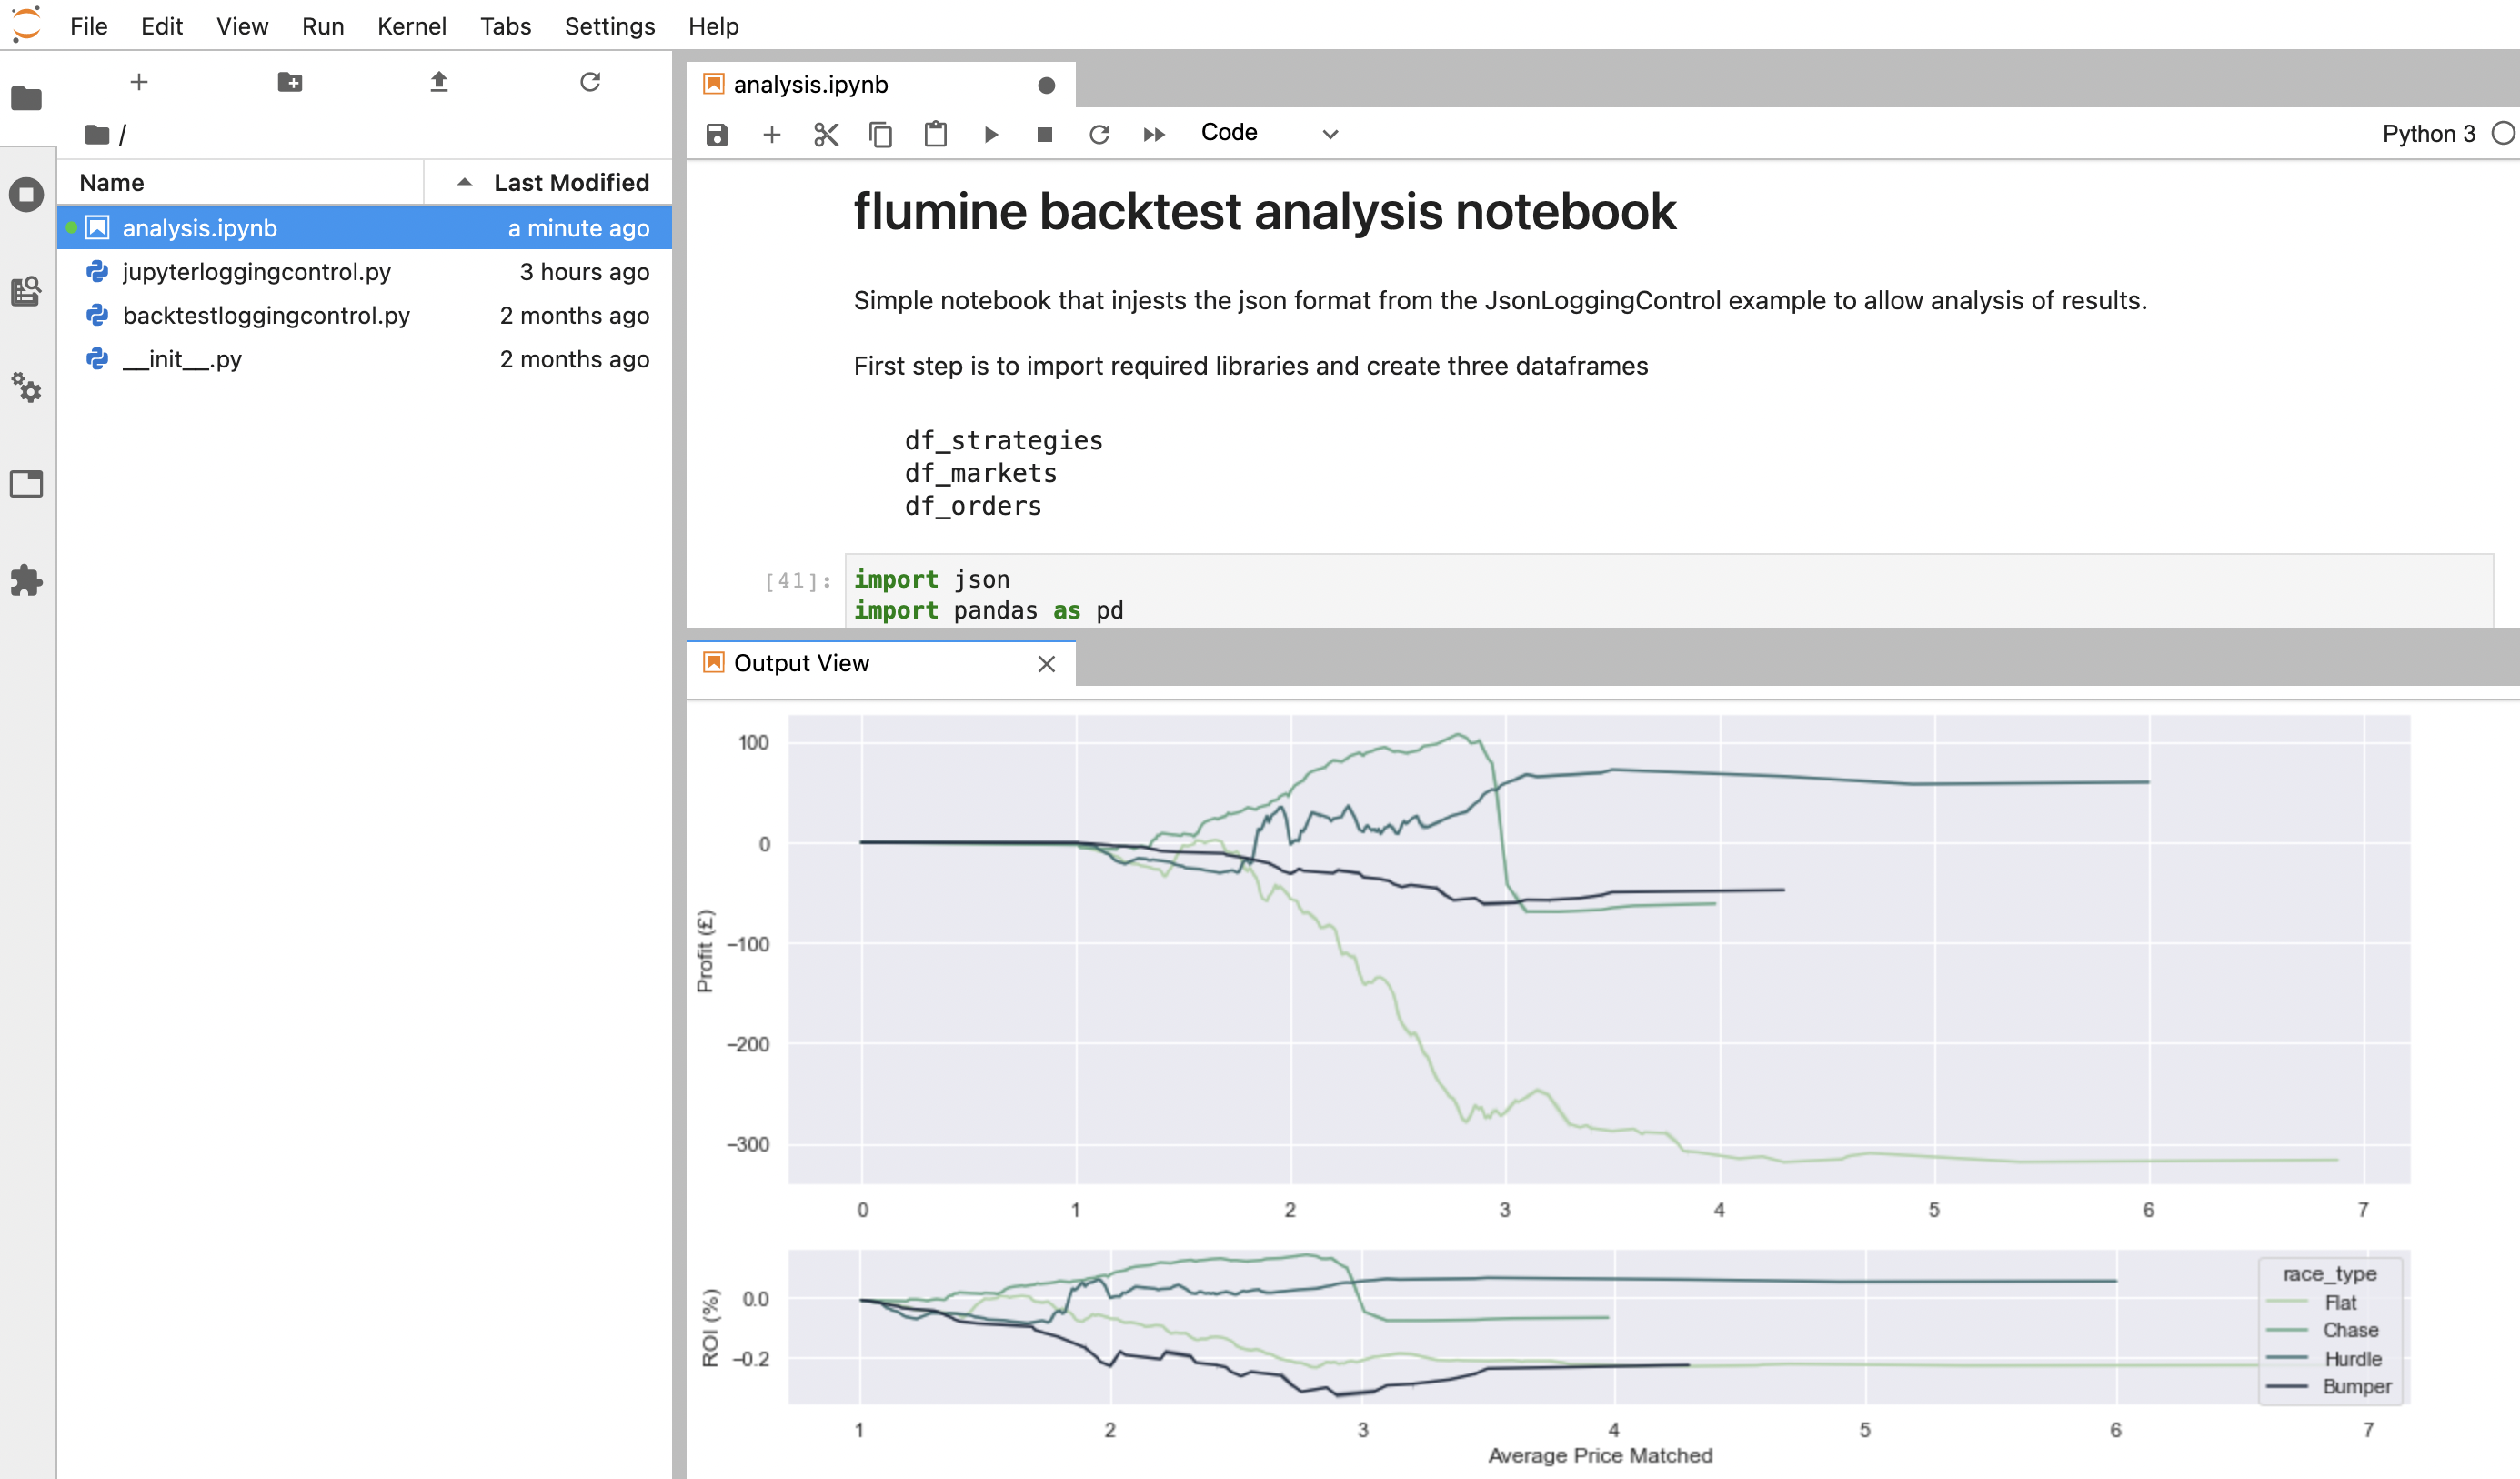 File Edit View Run Kernel Tabs Settings Help
/
Name Last Modified
analysis.ipynb a minute ago
jupyterloggingcontrol.py 3 hours ago
backtestloggingcontrol.py 2 months ago
__init__.py 2 months ago
analysis.ipynb
Code Python 3
flumine backtest analysis notebook
Simple notebook that injests the json format from the JsonLoggingControl example to allow analysis of results.
First step is to import required libraries and create three dataframes
df_strategies
df_markets
df_orders
[41]: import json
import pandas as pd
Output View
100
0
−100
−200
−300
Profit (£)
0 1 2 3 4 5 6 7
0.0
−0.2
ROI (%)
race_type
Flat
Chase
Hurdle
Bumper
1 2 3 4 5 6 7
Average Price Matched